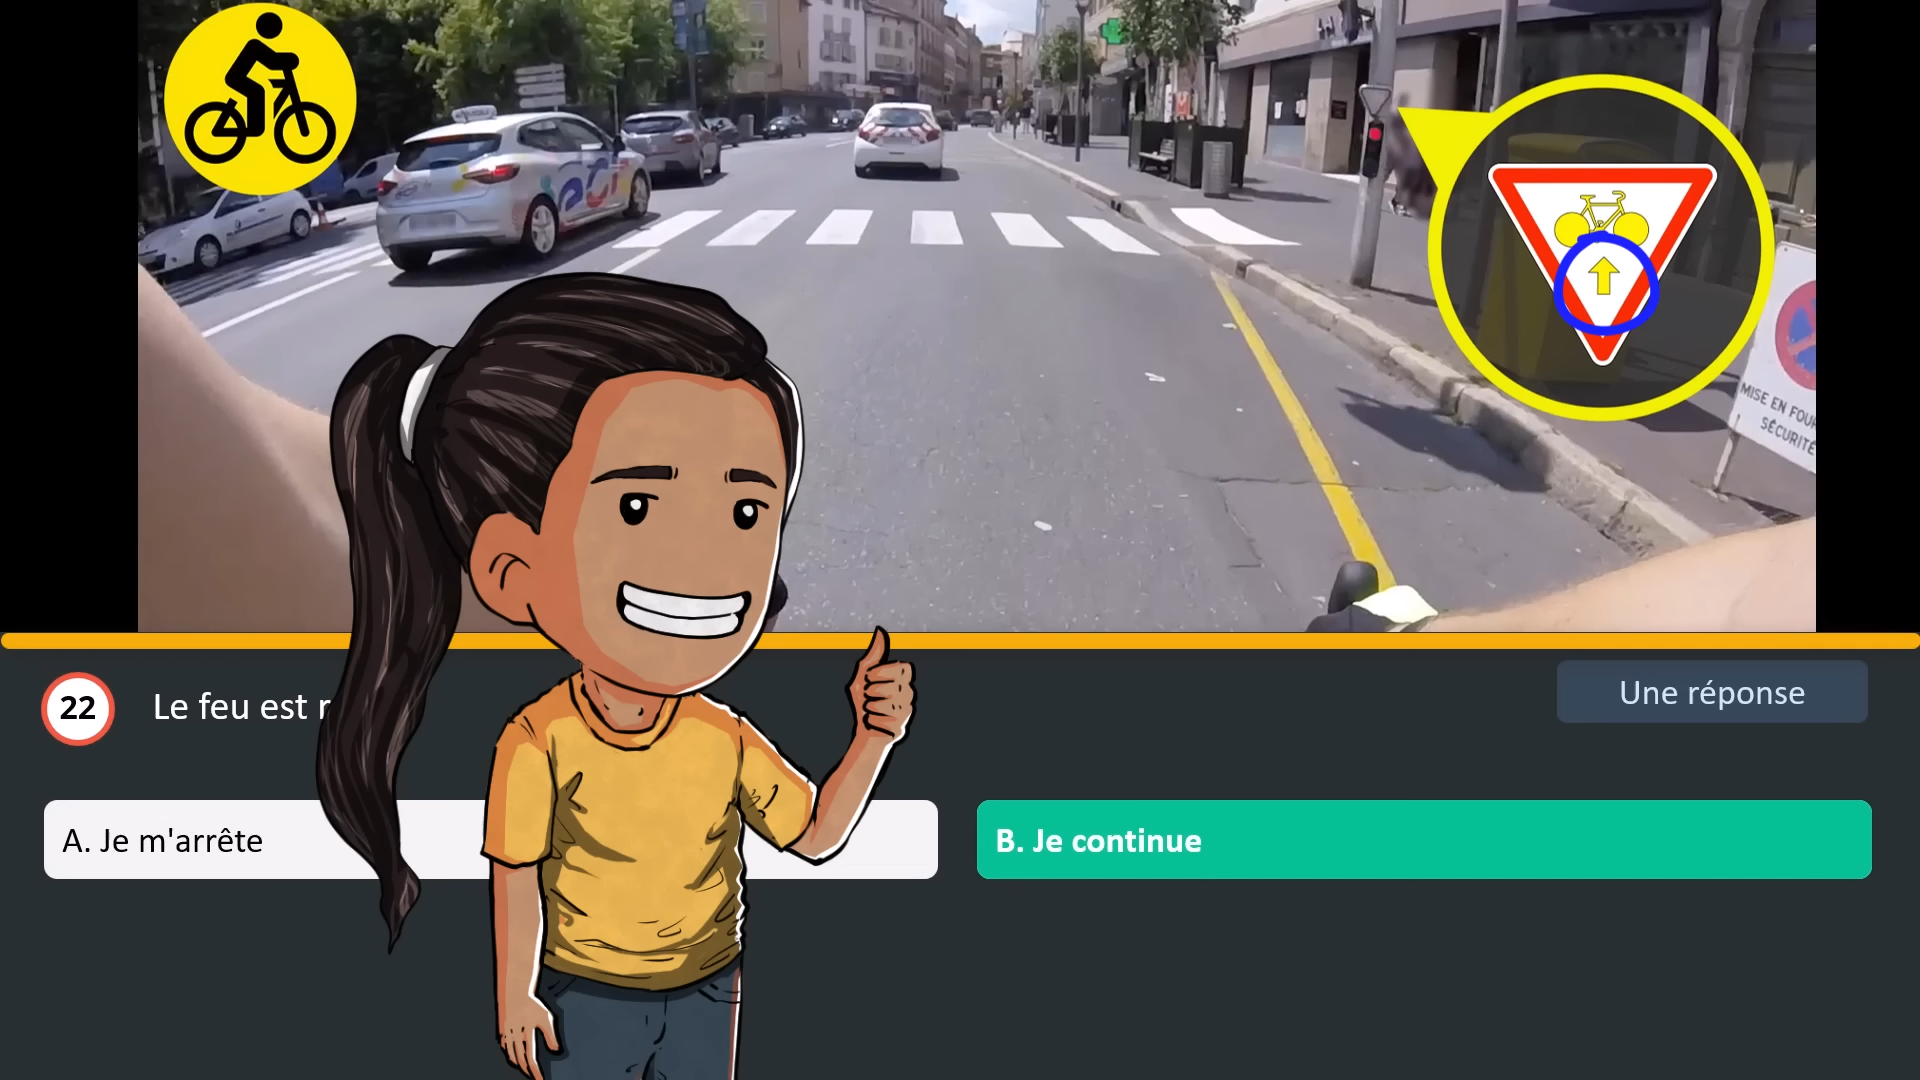 MISE EN FOU
SÉCURITÉ
22
Le feu est r
Une réponse
A. Je m'arrête
B. Je continue